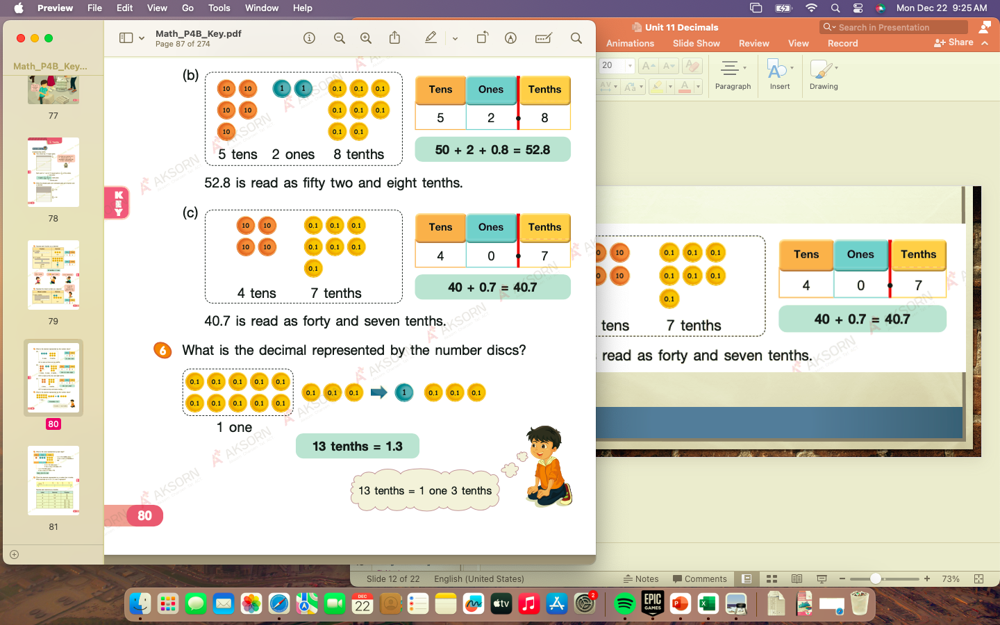 Preview File Edit View Go Tools Window Help
Mon Dec 22 9:25 AM
Math_P4B_Key.pdf
Page 87 of 274
Math_P4B_Key...
77
78
79
80
81
(b)
10 10 1 1 0.1 0.1 0.1
10 10 0.1 0.1 0.1
10 0.1 0.1
5 tens 2 ones 8 tenths
Tens Ones Tenths
5 2 8
50 + 2 + 0.8 = 52.8
52.8 is read as fifty two and eight tenths.
KEY
(c)
10 10 0.1 0.1 0.1
10 10 0.1 0.1 0.1
0.1
4 tens 7 tenths
Tens Ones Tenths
4 0 7
40 + 0.7 = 40.7
40.7 is read as forty and seven tenths.
6 What is the decimal represented by the number discs?
0.1 0.1 0.1 0.1 0.1
0.1 0.1 0.1 0.1 0.1
0.1 0.1 0.1 1 0.1 0.1 0.1
1 one
13 tenths = 1.3
13 tenths = 1 one 3 tenths
80
AKSORN
AKSORN
AKSORN
AKSORN
AKSORN
AKSORN
AKSORN
AKSORN
Unit 11 Decimals
Search in Presentation
Animations Slide Show Review View Record
Share
20
Paragraph Insert Drawing
10 0.1 0.1 0.1
10 0.1 0.1 0.1
0.1
tens 7 tenths
Tens Ones Tenths
4 0 7
40 + 0.7 = 40.7
read as forty and seven tenths.
Slide 12 of 22 English (United States)
Notes Comments
73%
DEC
22
tv
2
EPIC
GAMES